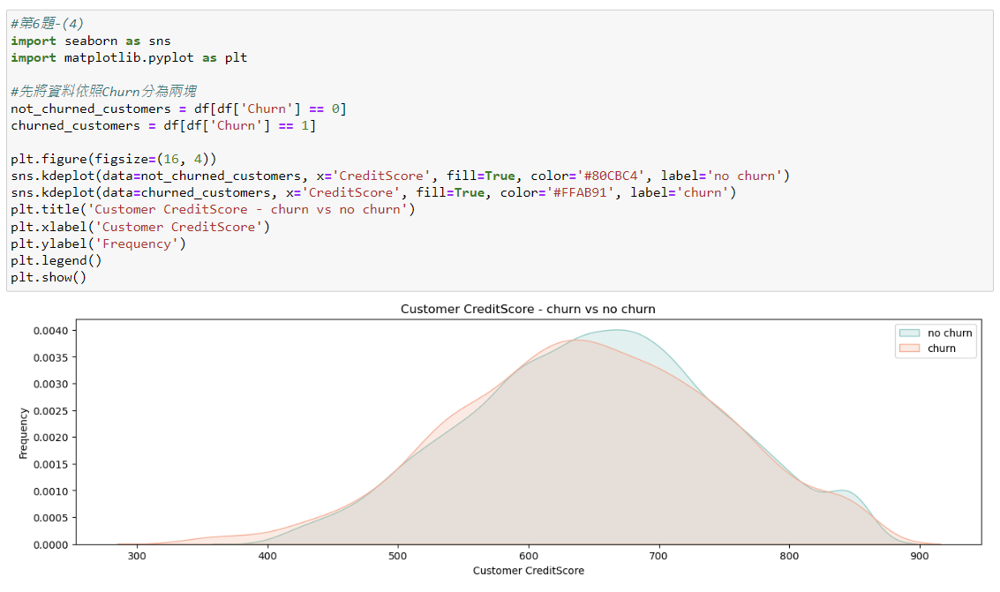 #第6題-(4)
import seaborn as sns
import matplotlib.pyplot as plt
#先將資料依照Churn分為兩塊
not_churned_customers = df[df['Churn'] == 0]
churned_customers = df[df['Churn'] == 1]
plt.figure(figsize=(16, 4))
sns.kdeplot(data=not_churned_customers, x='CreditScore', fill=True, color='#80CBC4', label='no churn')
sns.kdeplot(data=churned_customers, x='CreditScore', fill=True, color='#FFAB91', label='churn')
plt.title('Customer CreditScore - churn vs no churn')
plt.xlabel('Customer CreditScore')
plt.ylabel('Frequency')
plt.legend()
plt.show()
Customer CreditScore - churn vs no churn
no churn
churn
Frequency
0.0040
0.0035
0.0030
0.0025
0.0020
0.0015
0.0010
0.0005
0.0000
300 400 500 600 700 800 900
Customer CreditScore